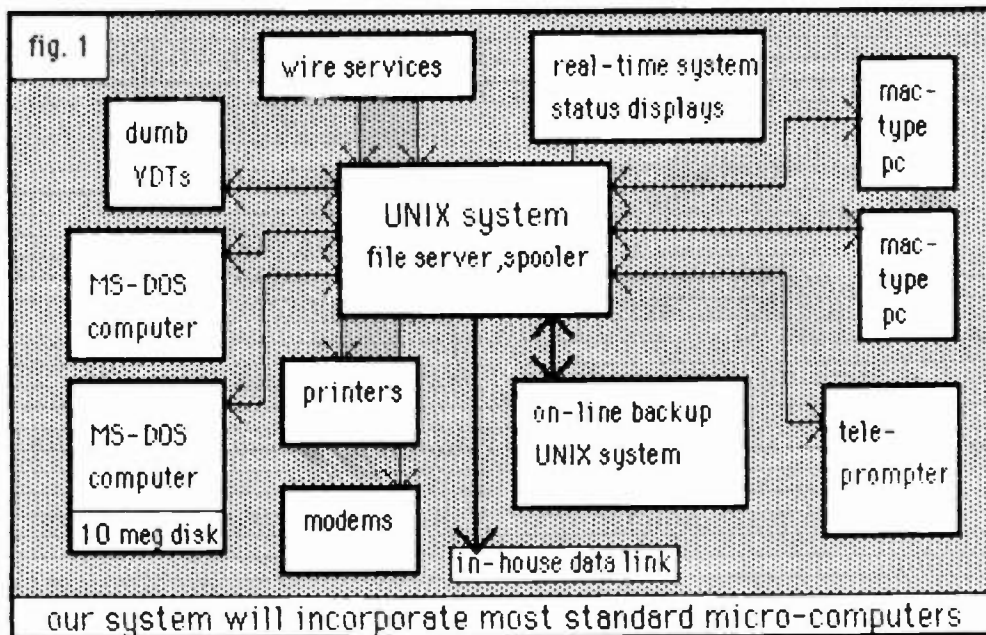 fig. 1
wire services
real-time system
status displays
mac-
type
pc
dumb
VDTs
UNIX system
file server,spooler
mac-
type
pc
MS-DOS
computer
MS-DOS
computer
10 meg disk
printers
modems
on-line backup
UNIX system
tele-
prompter
in-house data link
our system will incorporate most standard micro-computers